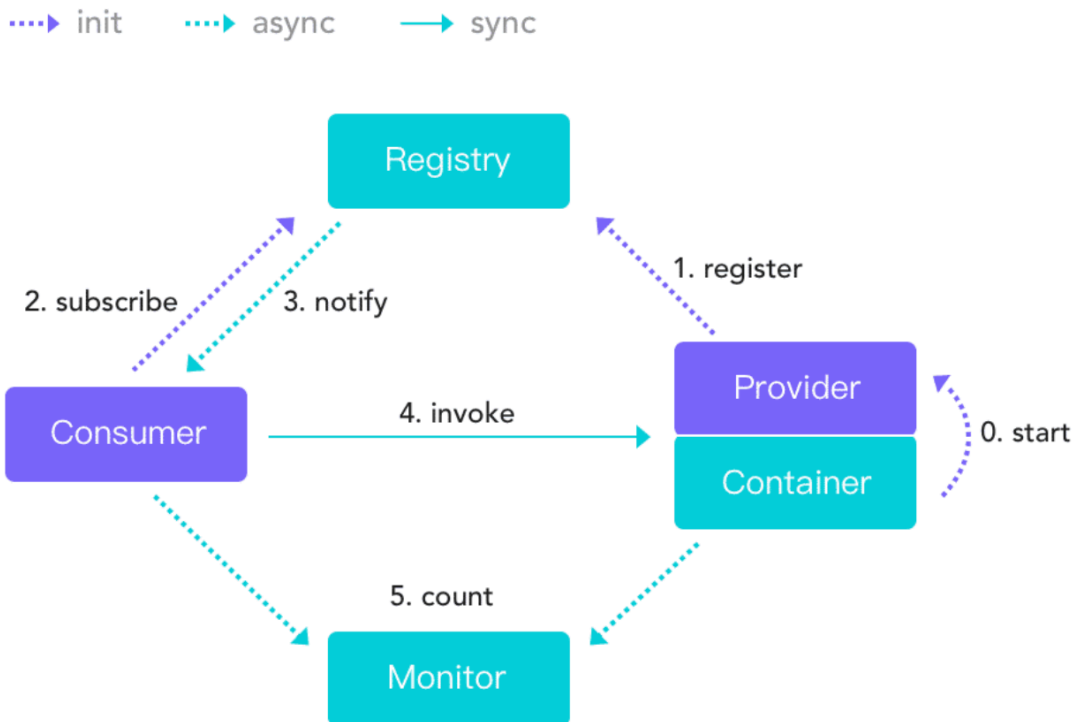 init async sync
Registry
1. register
2. subscribe
3. notify
Provider
4. invoke
Consumer
0. start
Container
5. count
Monitor